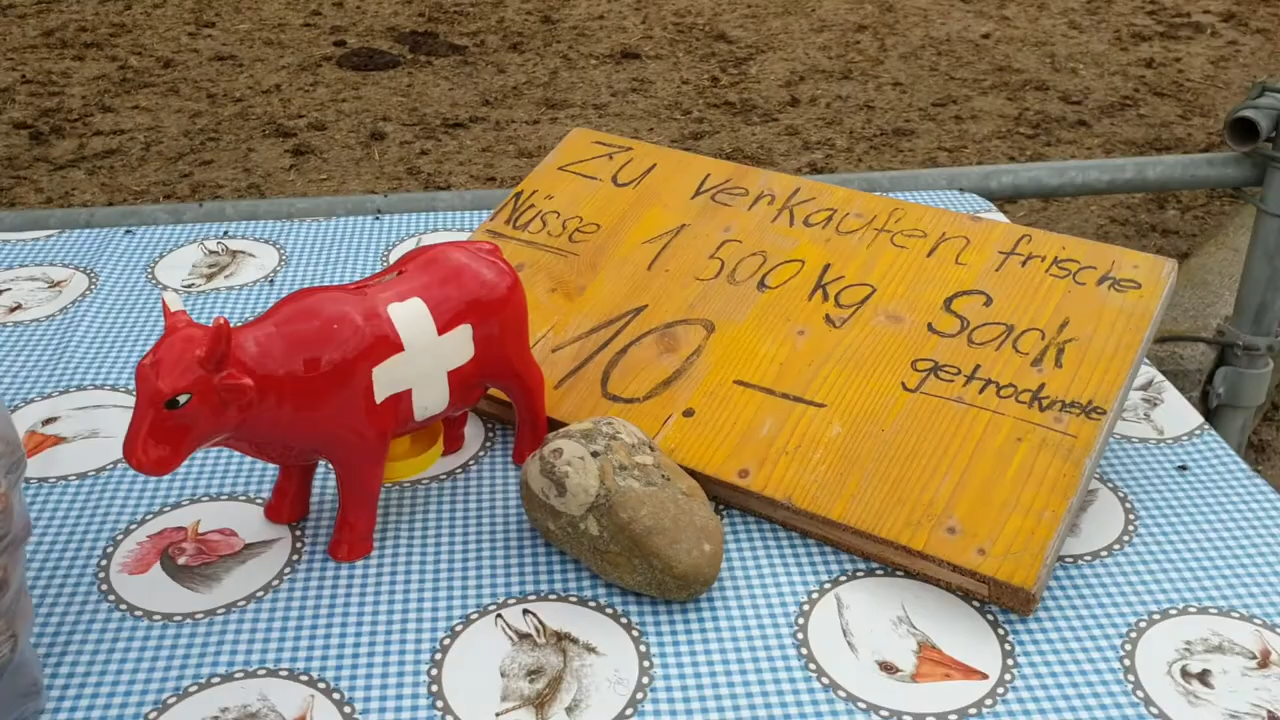 Zu verkaufen frische
Nüsse 1 500kg Sack
getrocknete
10.—